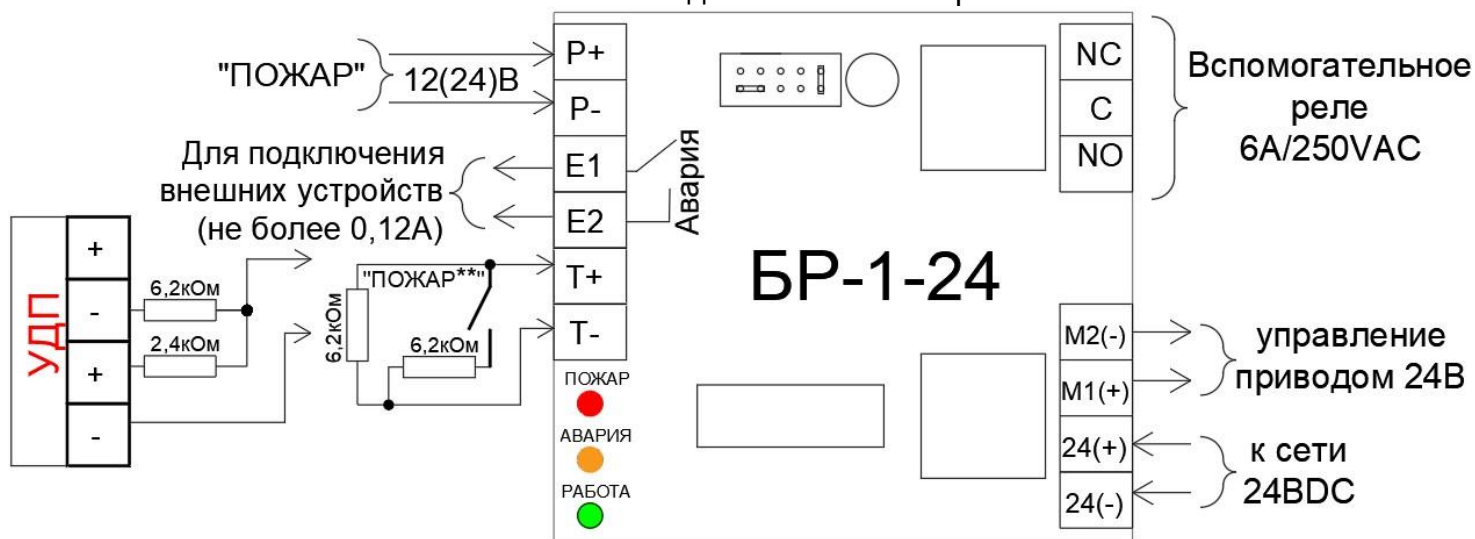 "ПОЖАР"
12(24)В
P+
P-
E1
E2
T+
T-
Авария
Для подключения
внешних устройств
(не более 0,12А)
УДП
+
-
+
-
6,2кОм
2,4кОм
"ПОЖАР**"
6,2кОм
6,2кОм
ПОЖАР
АВАРИЯ
РАБОТА
БР-1-24
NC
C
NO
Вспомогательное
реле
6А/250VAC
M2(-)
M1(+)
24(+)
24(-)
управление
приводом 24В
к сети
24BDC